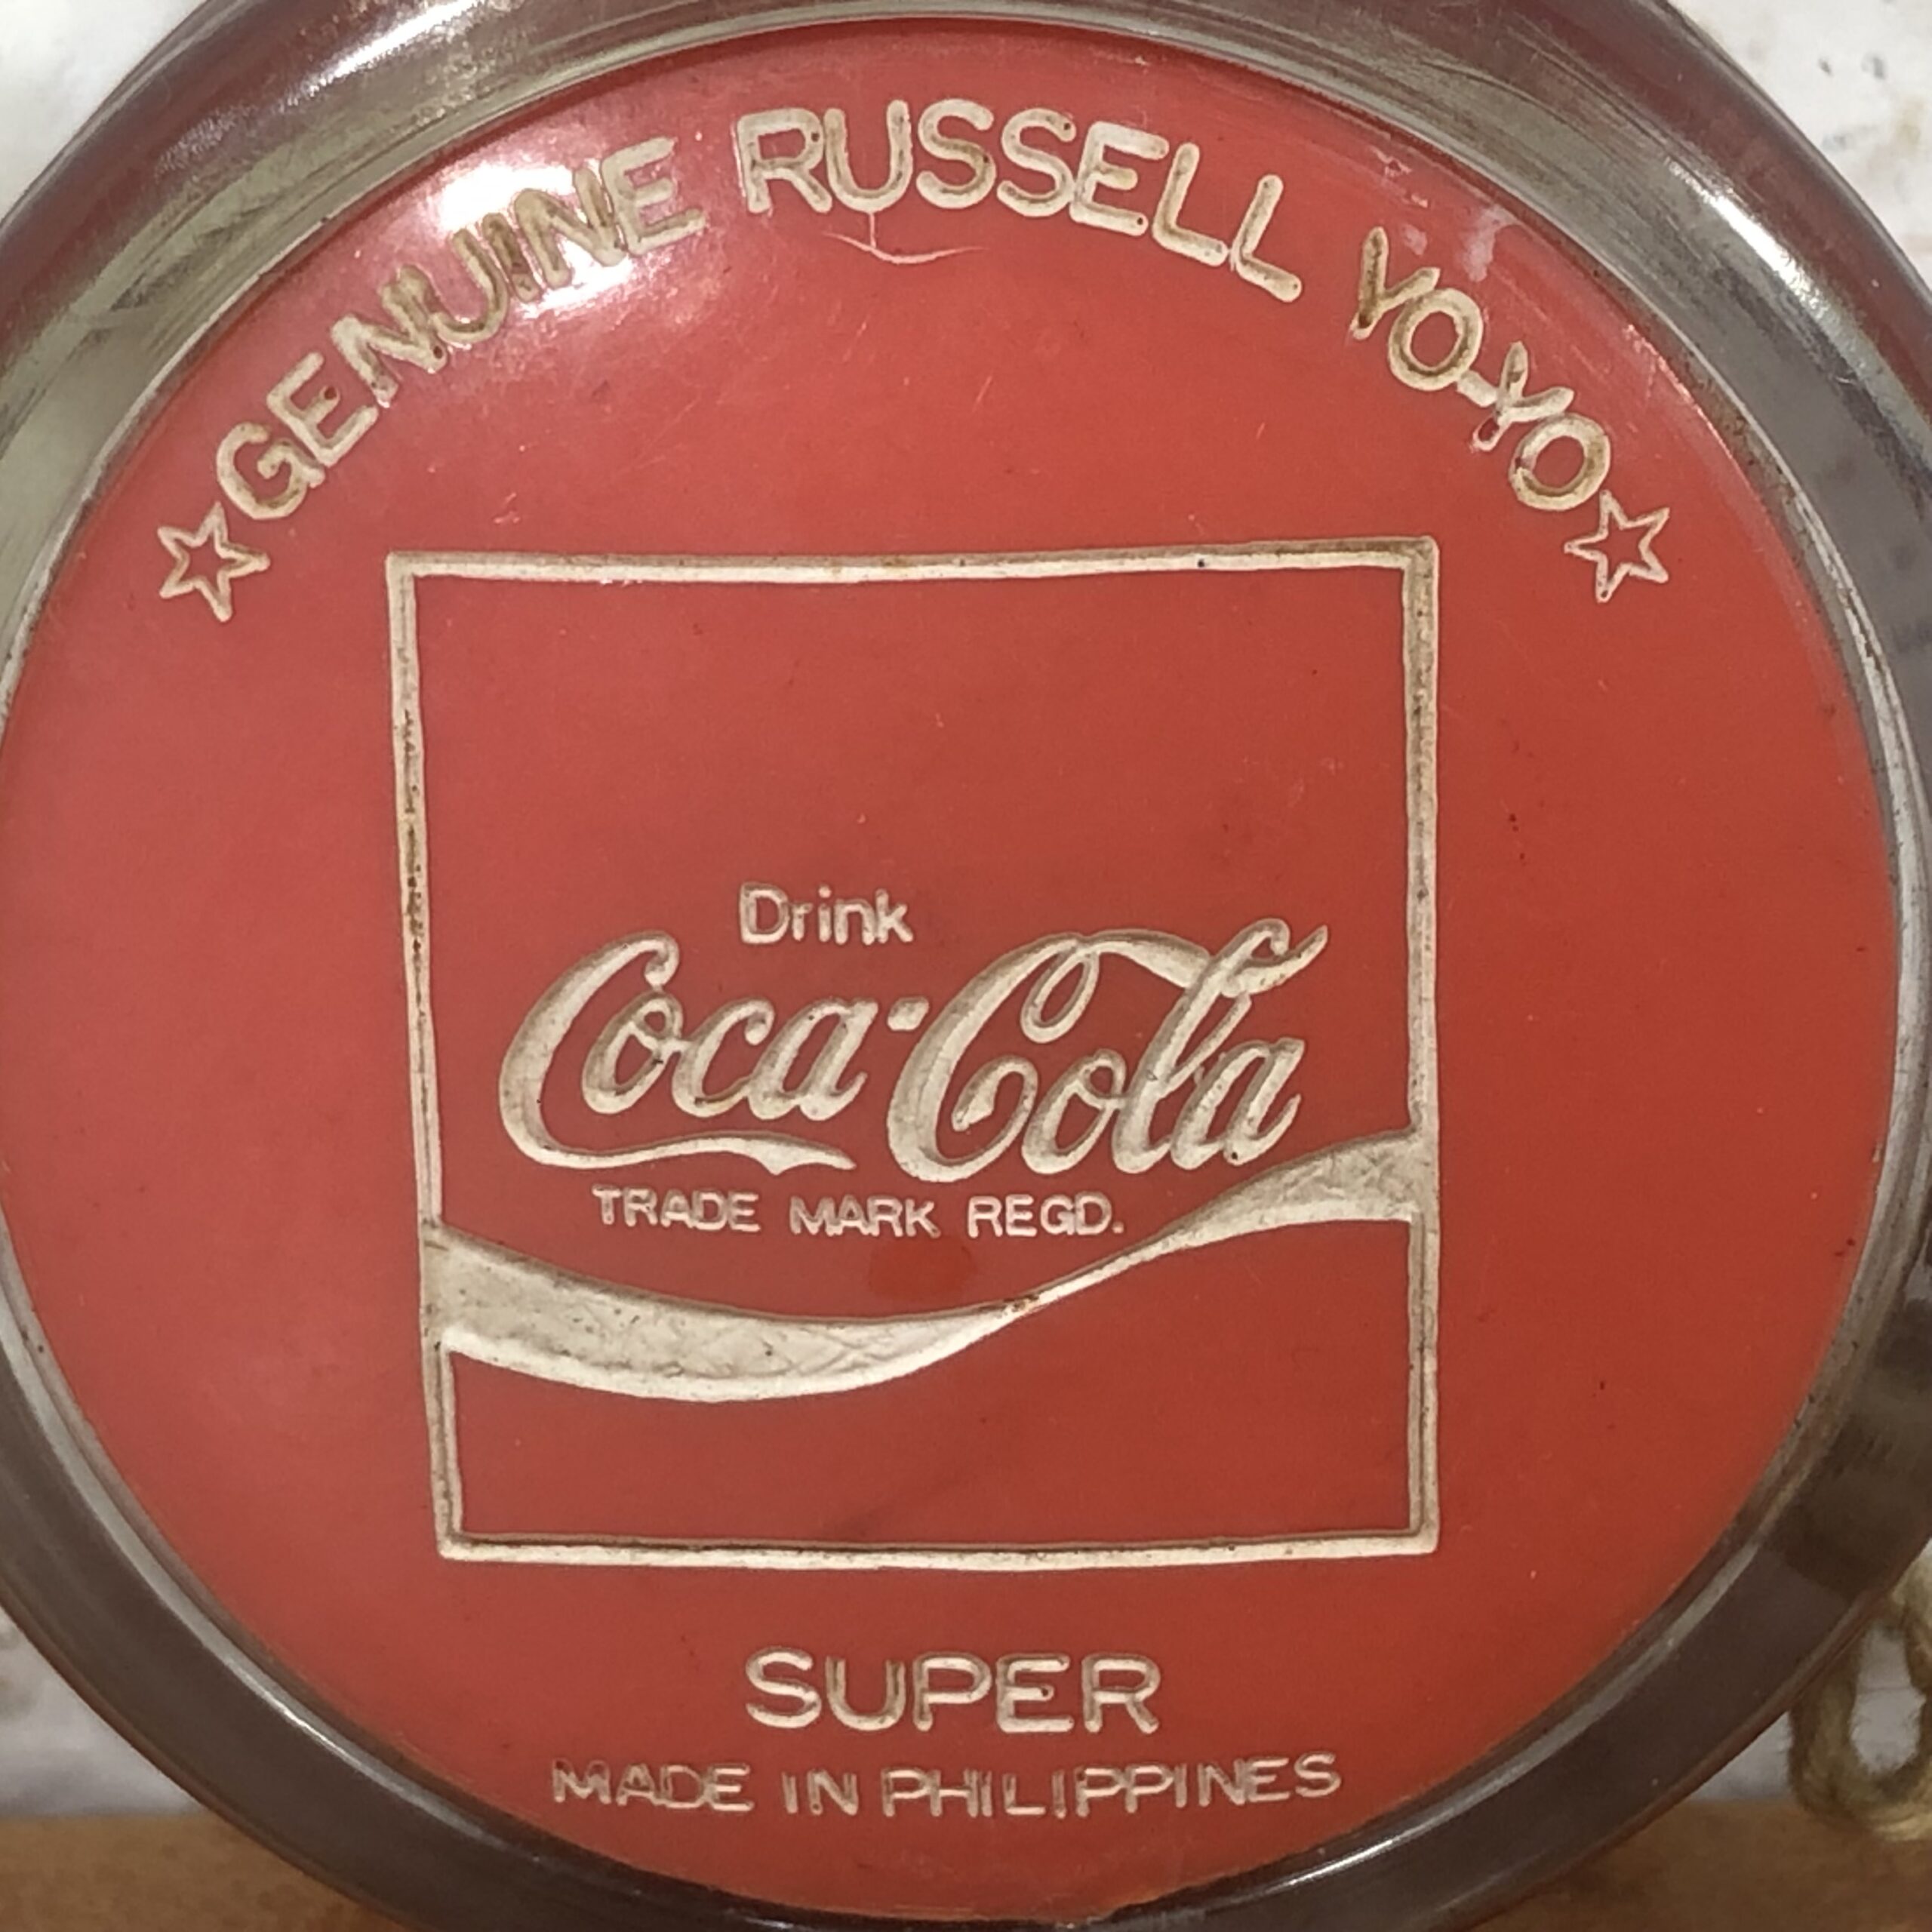 ☆GENUINE RUSSELL YO-YO☆
Drink
Coca-Cola
TRADE MARK REGD.
SUPER
MADE IN PHILIPPINES